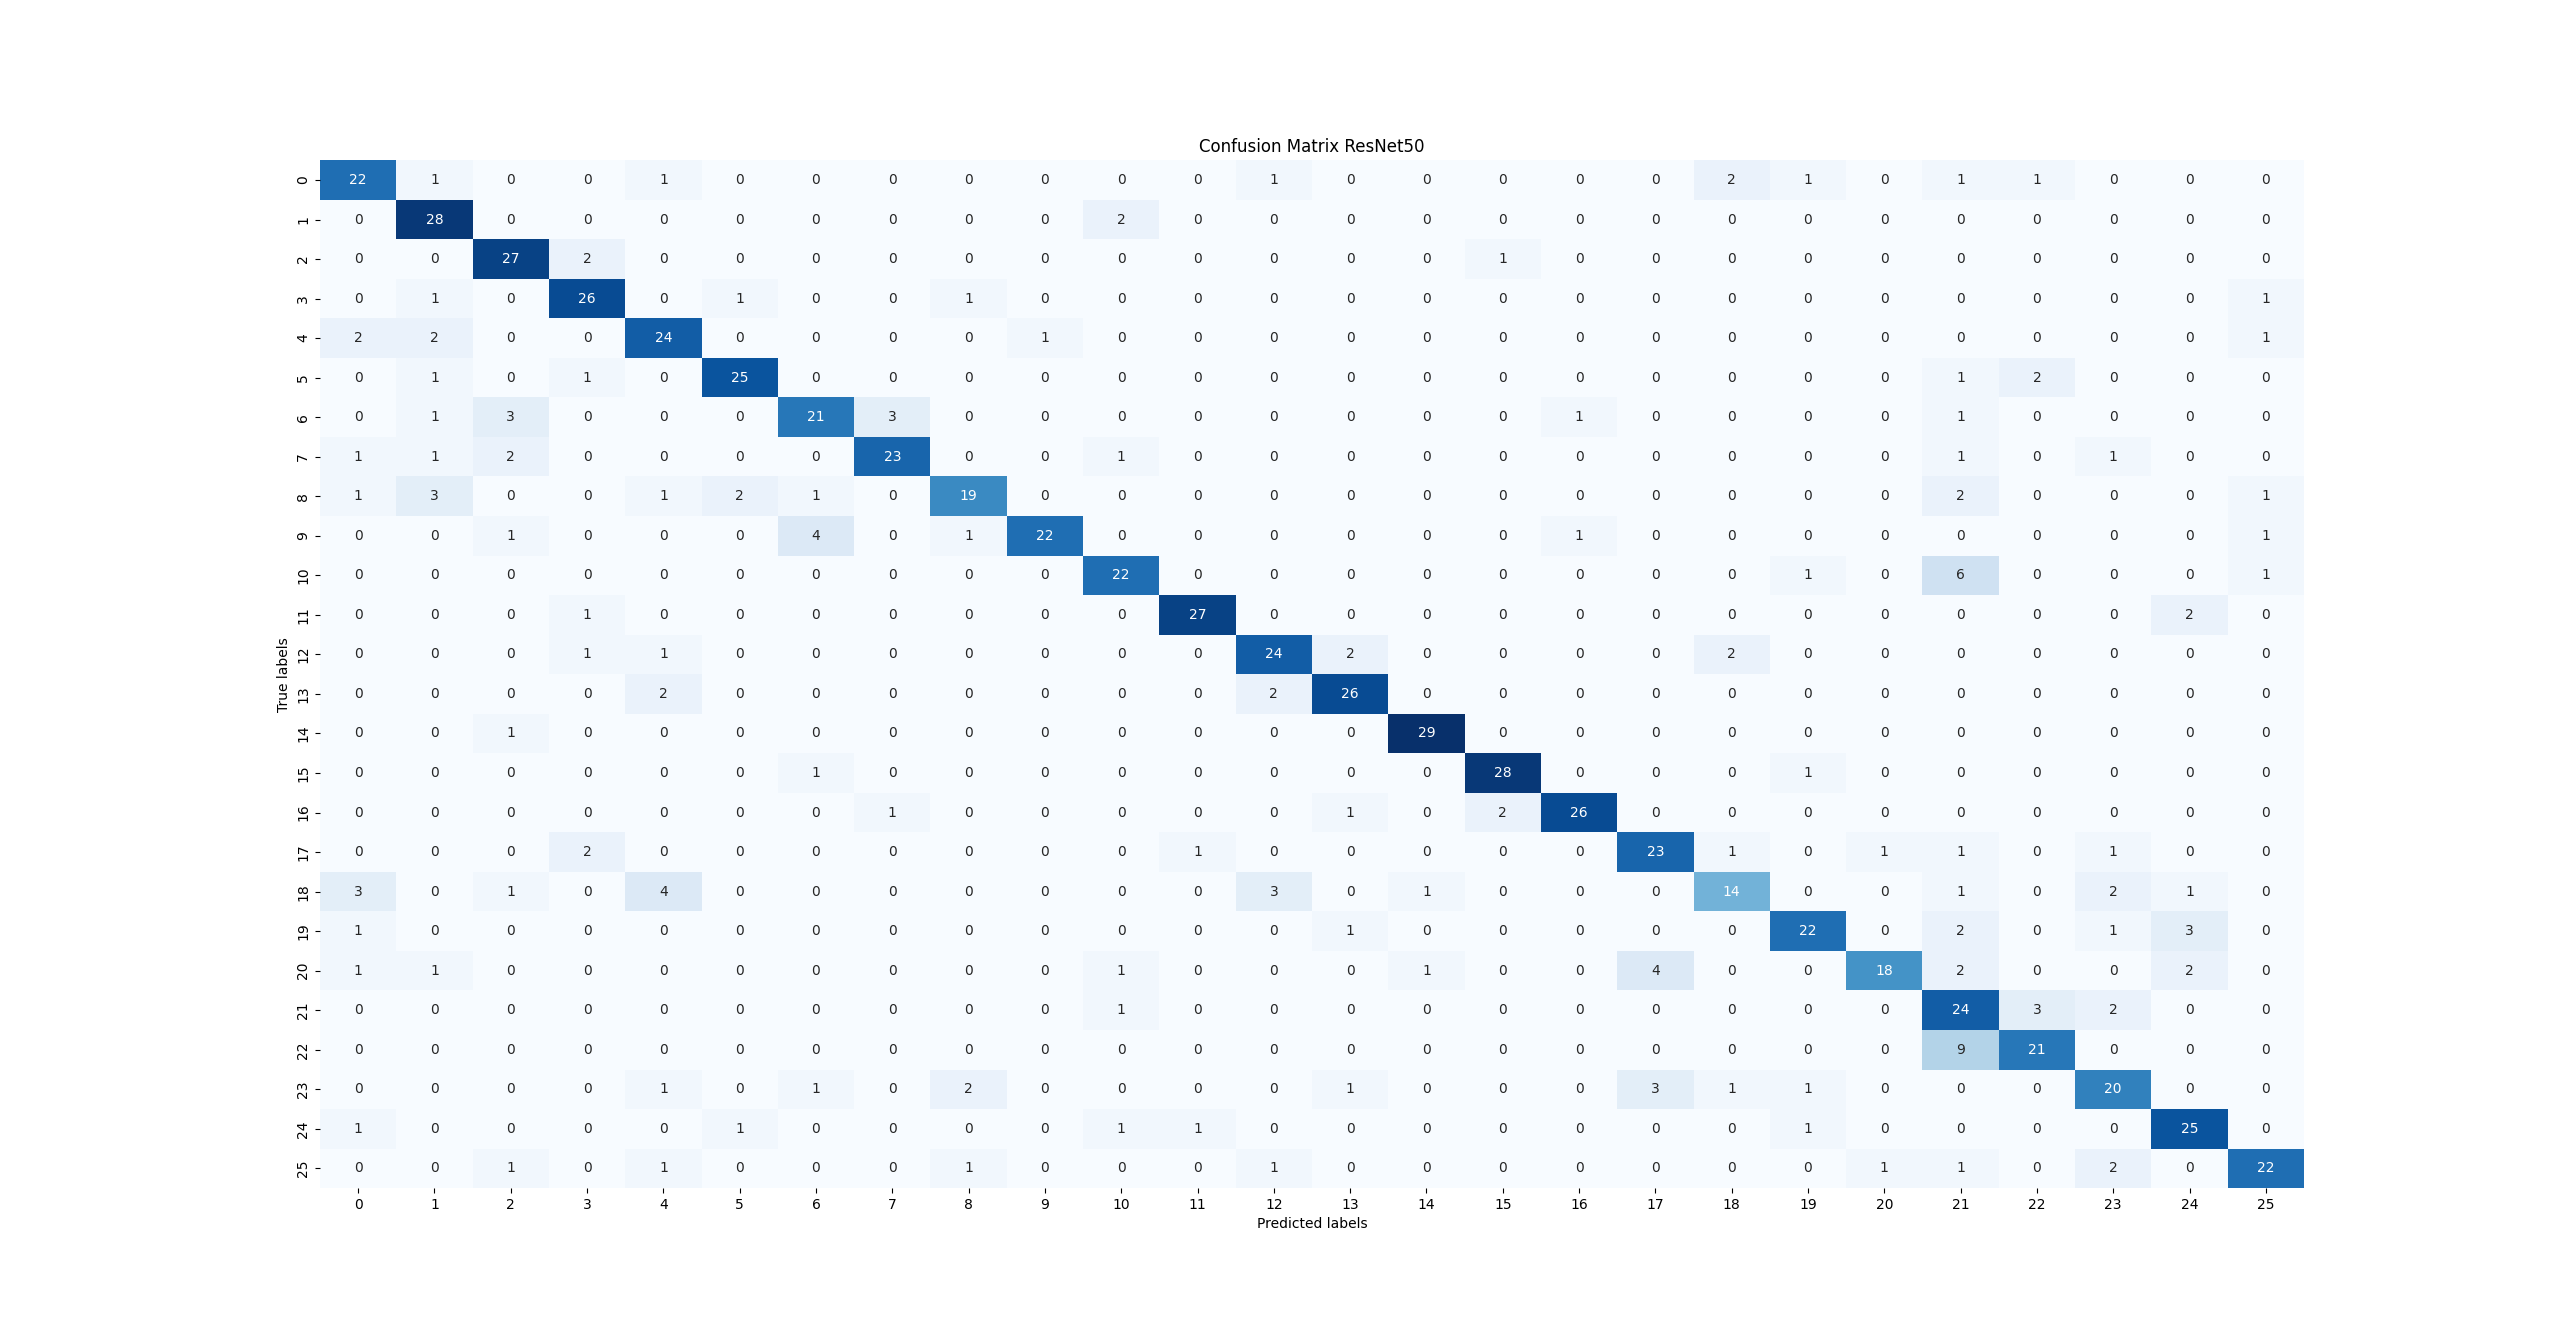 Confusion Matrix ResNet50
0 22 1 0 0 1 0 0 0 0 0 0 0 1 0 0 0 0 0 2 1 0 1 1 0 0 0
1 0 28 0 0 0 0 0 0 0 0 2 0 0 0 0 0 0 0 0 0 0 0 0 0 0 0
2 0 0 27 2 0 0 0 0 0 0 0 0 0 0 0 1 0 0 0 0 0 0 0 0 0 0
3 0 1 0 26 0 1 0 0 1 0 0 0 0 0 0 0 0 0 0 0 0 0 0 0 0 1
4 2 2 0 0 24 0 0 0 0 1 0 0 0 0 0 0 0 0 0 0 0 0 0 0 0 1
5 0 1 0 1 0 25 0 0 0 0 0 0 0 0 0 0 0 0 0 0 0 1 2 0 0 0
6 0 1 3 0 0 0 21 3 0 0 0 0 0 0 0 0 1 0 0 0 0 1 0 0 0 0
7 1 1 2 0 0 0 0 23 0 0 1 0 0 0 0 0 0 0 0 0 0 1 0 1 0 0
8 1 3 0 0 1 2 1 0 19 0 0 0 0 0 0 0 0 0 0 0 0 2 0 0 0 1
9 0 0 1 0 0 0 4 0 1 22 0 0 0 0 0 0 1 0 0 0 0 0 0 0 0 1
10 0 0 0 0 0 0 0 0 0 0 22 0 0 0 0 0 0 0 0 1 0 6 0 0 0 1
11 0 0 0 1 0 0 0 0 0 0 0 27 0 0 0 0 0 0 0 0 0 0 0 0 2 0
12 0 0 0 1 1 0 0 0 0 0 0 0 24 2 0 0 0 0 2 0 0 0 0 0 0 0
True labels
13 0 0 0 0 2 0 0 0 0 0 0 0 2 26 0 0 0 0 0 0 0 0 0 0 0 0
14 0 0 1 0 0 0 0 0 0 0 0 0 0 0 29 0 0 0 0 0 0 0 0 0 0 0
15 0 0 0 0 0 0 1 0 0 0 0 0 0 0 0 28 0 0 0 1 0 0 0 0 0 0
16 0 0 0 0 0 0 0 1 0 0 0 0 0 1 0 2 26 0 0 0 0 0 0 0 0 0
17 0 0 0 2 0 0 0 0 0 0 0 1 0 0 0 0 0 23 1 0 1 1 0 1 0 0
18 3 0 1 0 4 0 0 0 0 0 0 0 3 0 1 0 0 0 14 0 0 1 0 2 1 0
19 1 0 0 0 0 0 0 0 0 0 0 0 0 1 0 0 0 0 0 22 0 2 0 1 3 0
20 1 1 0 0 0 0 0 0 0 0 1 0 0 0 1 0 0 4 0 0 18 2 0 0 2 0
21 0 0 0 0 0 0 0 0 0 0 1 0 0 0 0 0 0 0 0 0 0 24 3 2 0 0
22 0 0 0 0 0 0 0 0 0 0 0 0 0 0 0 0 0 0 0 0 0 9 21 0 0 0
23 0 0 0 0 1 0 1 0 2 0 0 0 0 1 0 0 0 3 1 1 0 0 0 20 0 0
24 1 0 0 0 0 1 0 0 0 0 1 1 0 0 0 0 0 0 0 1 0 0 0 0 25 0
25 0 0 1 0 1 0 0 0 1 0 0 0 1 0 0 0 0 0 0 0 1 1 0 2 0 22
0 1 2 3 4 5 6 7 8 9 10 11 12 13 14 15 16 17 18 19 20 21 22 23 24 25
Predicted labels